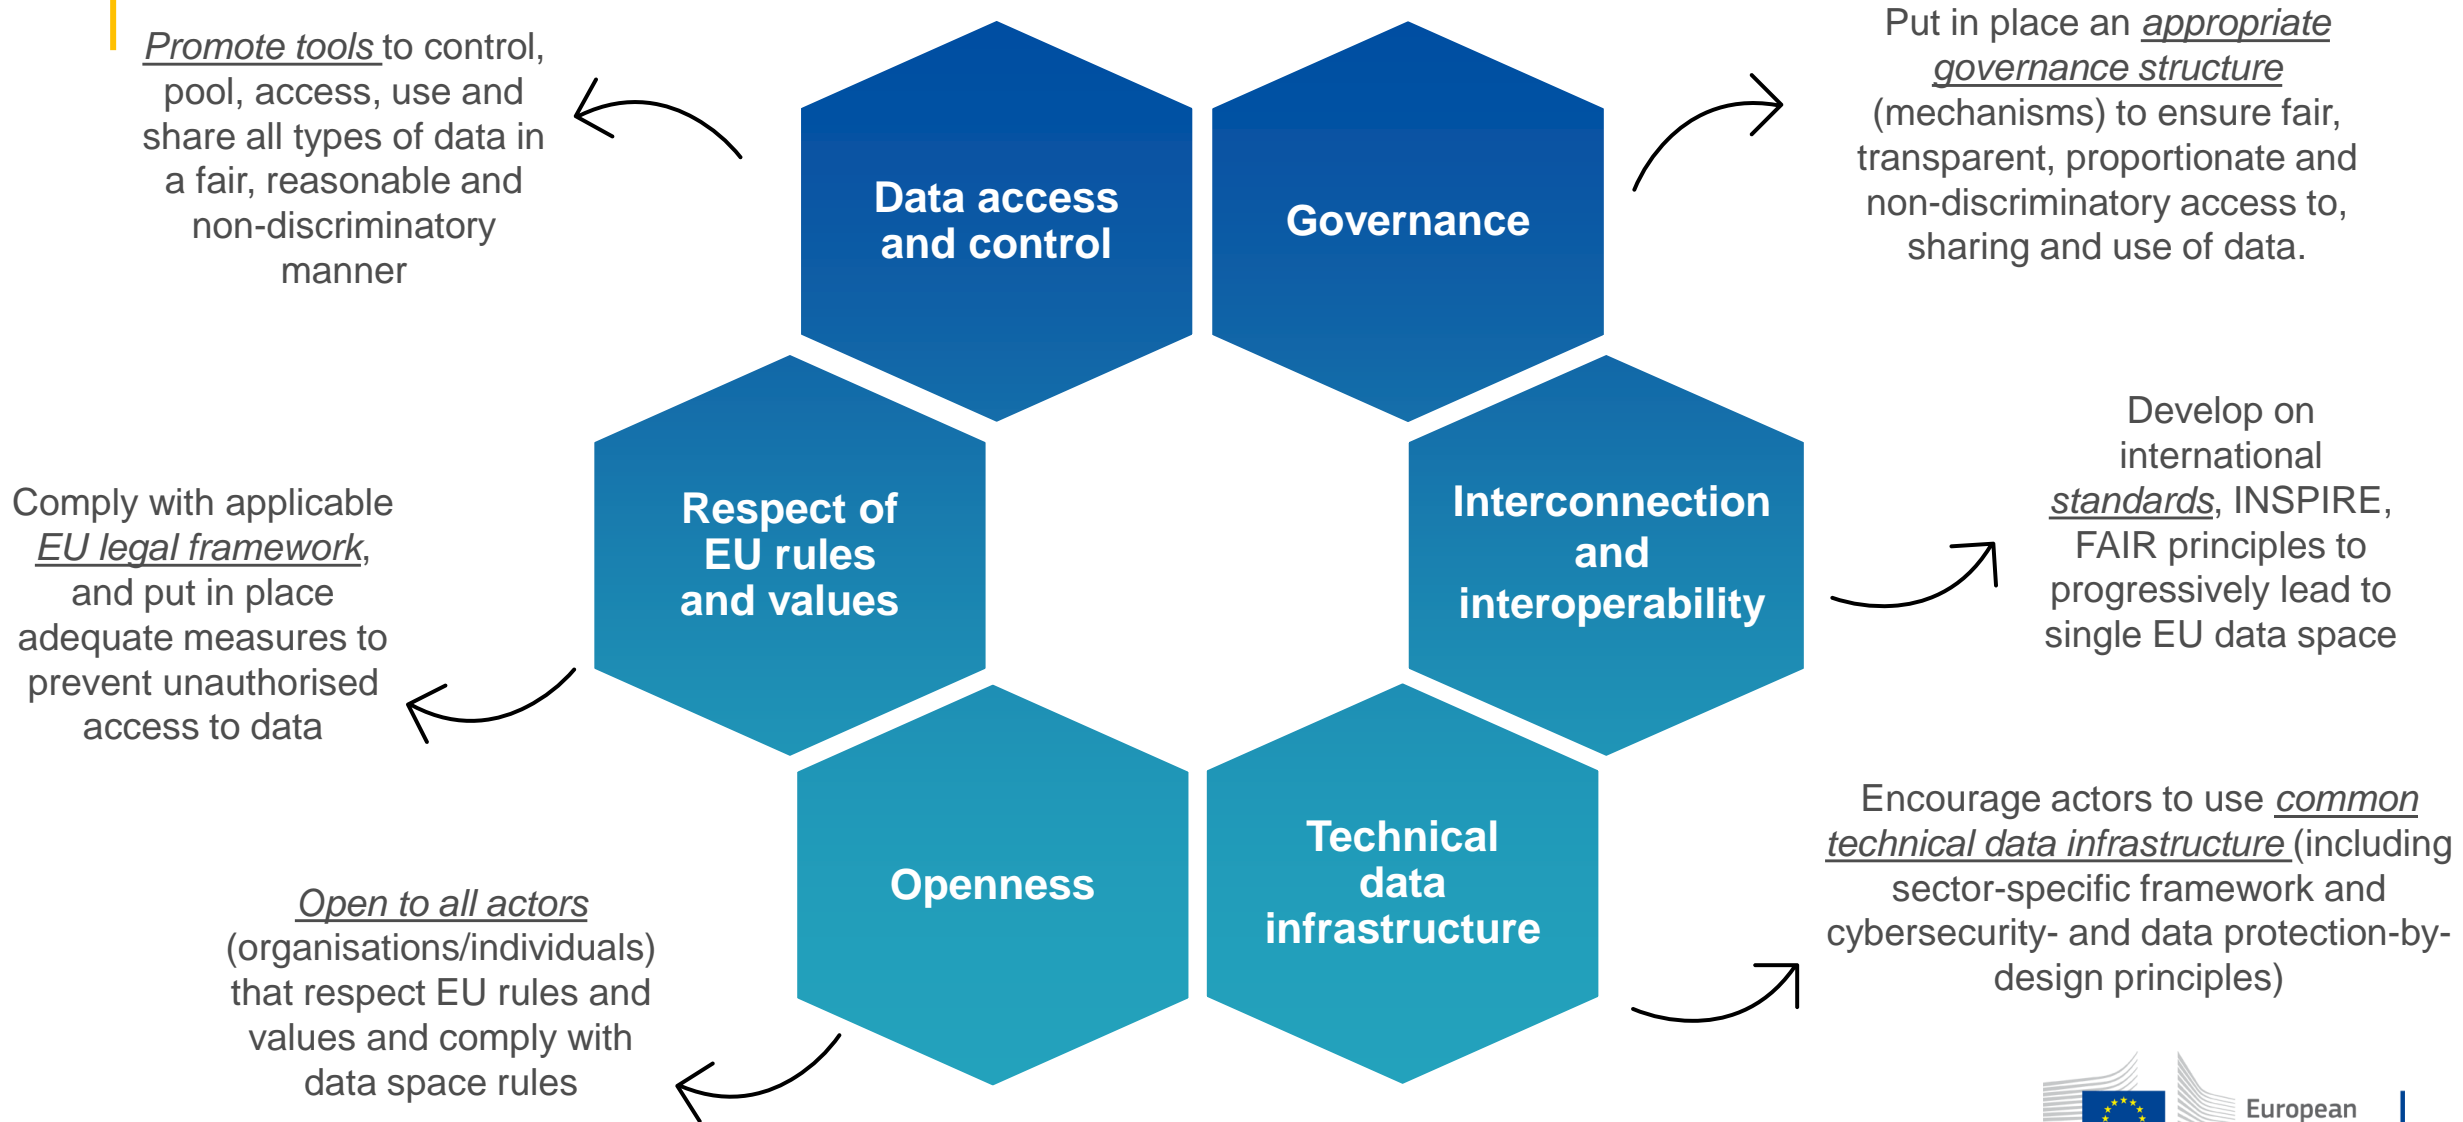 Promote tools to control,
pool, access, use and
share all types of data in
a fair, reasonable and
non-discriminatory
manner
Data access
and control
Governance
Put in place an appropriate
governance structure
(mechanisms) to ensure fair,
transparent, proportionate and
non-discriminatory access to,
sharing and use of data.
Comply with applicable
EU legal framework,
and put in place
adequate measures to
prevent unauthorised
access to data
Respect of
EU rules
and values
Interconnection
and
interoperability
Develop on
international
standards, INSPIRE,
FAIR principles to
progressively lead to
single EU data space
Open to all actors
(organisations/individuals)
that respect EU rules and
values and comply with
data space rules
Openness
Technical
data
infrastructure
Encourage actors to use common
technical data infrastructure (including
sector-specific framework and
cybersecurity- and data protection-by-
design principles)
European